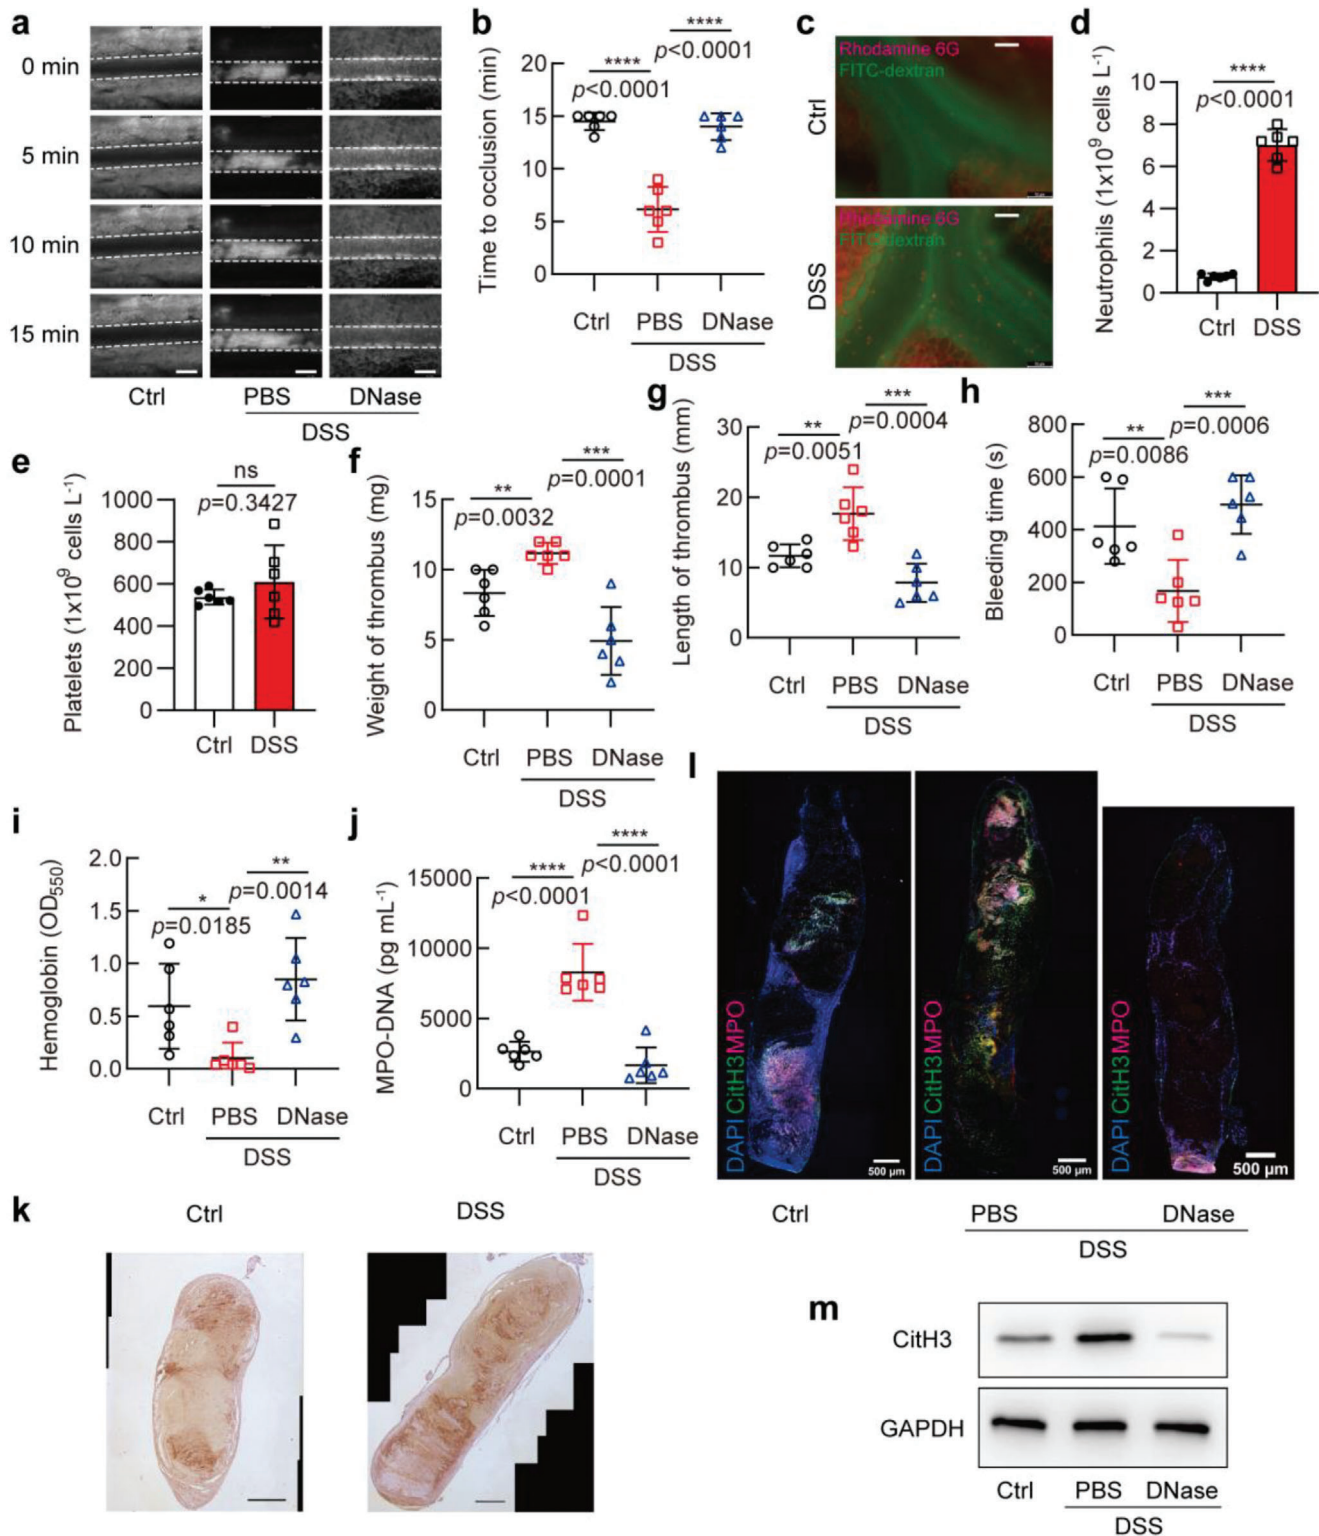 a
0 min
5 min
10 min
15 min
Ctrl
PBS
DNase
DSS
b
Time to occlusion (min)
20
15
10
5
0
****
p<0.0001
****
p<0.0001
Ctrl
PBS
DNase
DSS
c
Ctrl
Rhodamine 6G
FITC-dextran
DSS
Rhodamine 6G
FITC-dextran
d
Neutrophils (1x10⁹ cells L⁻¹)
10
8
6
4
2
0
****
p<0.0001
Ctrl
DSS
e
Platelets (1x10⁹ cells L⁻¹)
1000
800
600
400
200
0
ns
p=0.3427
Ctrl
DSS
f
Weight of thrombus (mg)
15
10
5
0
**
p=0.0032
***
p=0.0001
Ctrl
PBS
DNase
DSS
g
Length of thrombus (mm)
30
20
10
0
**
p=0.0051
***
p=0.0004
Ctrl
PBS
DNase
DSS
h
Bleeding time (s)
800
600
400
200
0
**
p=0.0086
***
p=0.0006
Ctrl
PBS
DNase
DSS
i
Hemoglobin (OD₅₅₀)
2.0
1.5
1.0
0.5
0.0
*
p=0.0185
**
p=0.0014
Ctrl
PBS
DNase
DSS
j
MPO-DNA (pg mL⁻¹)
15000
10000
5000
0
****
p<0.0001
****
p<0.0001
Ctrl
PBS
DNase
DSS
l
DAPI CitH3 MPO
500 µm
DAPI CitH3 MPO
500 µm
DAPI CitH3 MPO
500 µm
Ctrl
PBS
DNase
DSS
k
Ctrl
DSS
m
CitH3
GAPDH
Ctrl
PBS
DNase
DSS